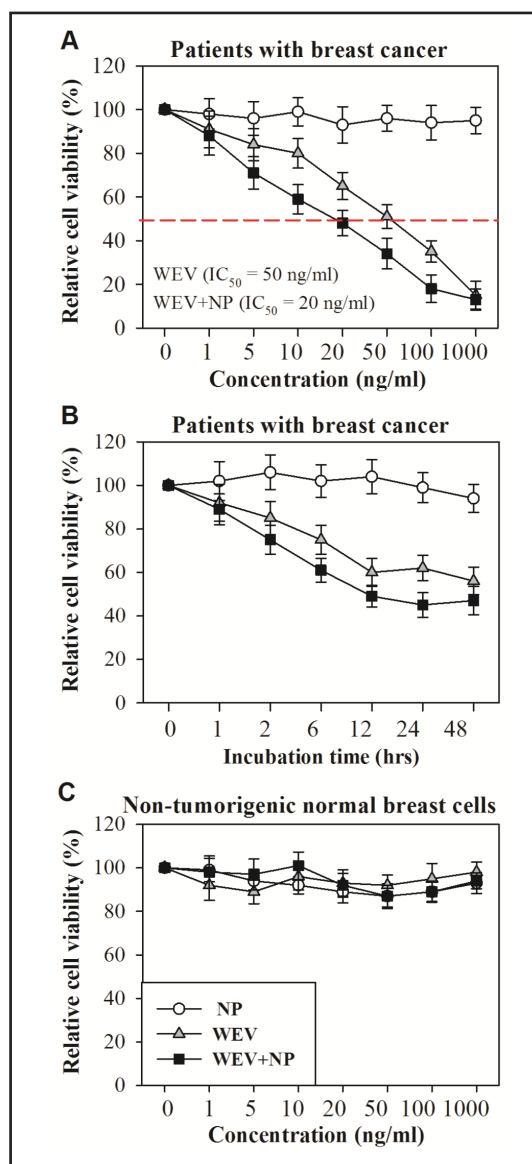 A
Patients with breast cancer
Relative cell viability (%)
120
100
80
60
40
20
0
WEV (IC50 = 50 ng/ml)
WEV+NP (IC50 = 20 ng/ml)
0 1 5 10 20 50 100 1000
Concentration (ng/ml)
B
Patients with breast cancer
Relative cell viability (%)
120
100
80
60
40
20
0
0 1 2 6 12 24 48
Incubation time (hrs)
C
Non-tumorigenic normal breast cells
Relative cell viability (%)
120
100
80
60
40
20
0
NP
WEV
WEV+NP
0 1 5 10 20 50 100 1000
Concentration (ng/ml)